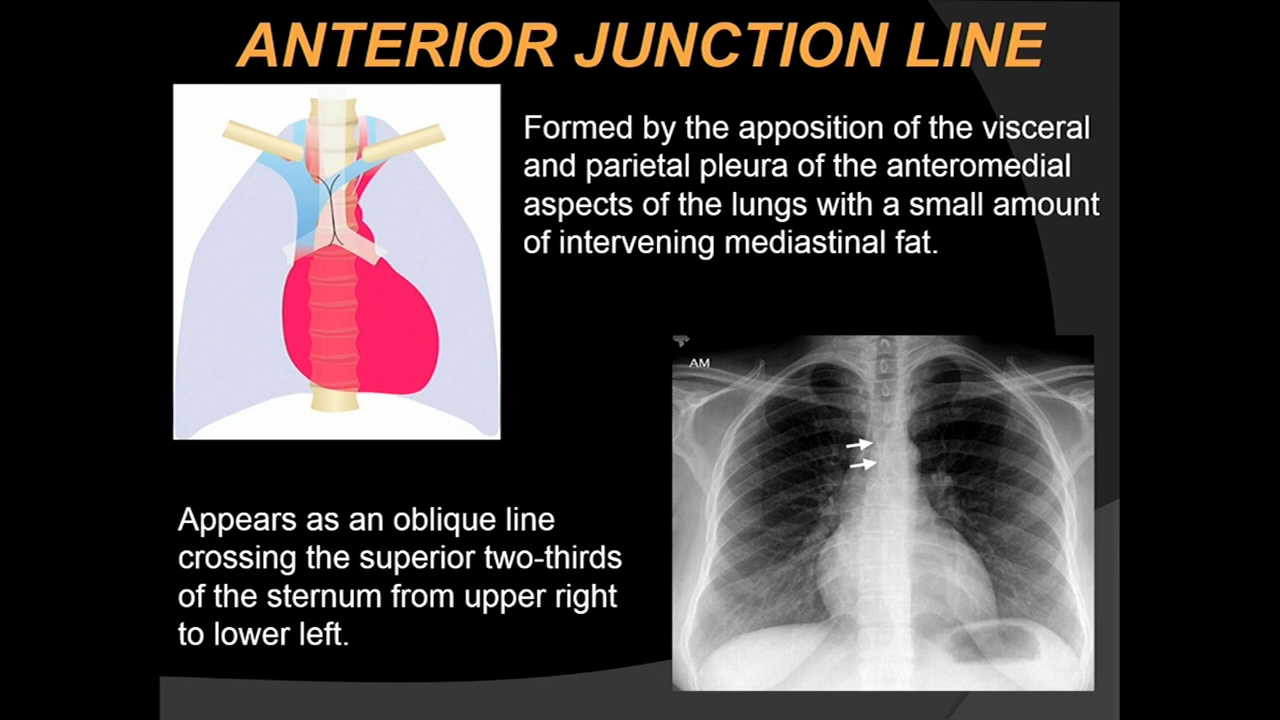 ANTERIOR JUNCTION LINE
Formed by the apposition of the visceral
and parietal pleura of the anteromedial
aspects of the lungs with a small amount
of intervening mediastinal fat.
AM
Appears as an oblique line
crossing the superior two-thirds
of the sternum from upper right
to lower left.